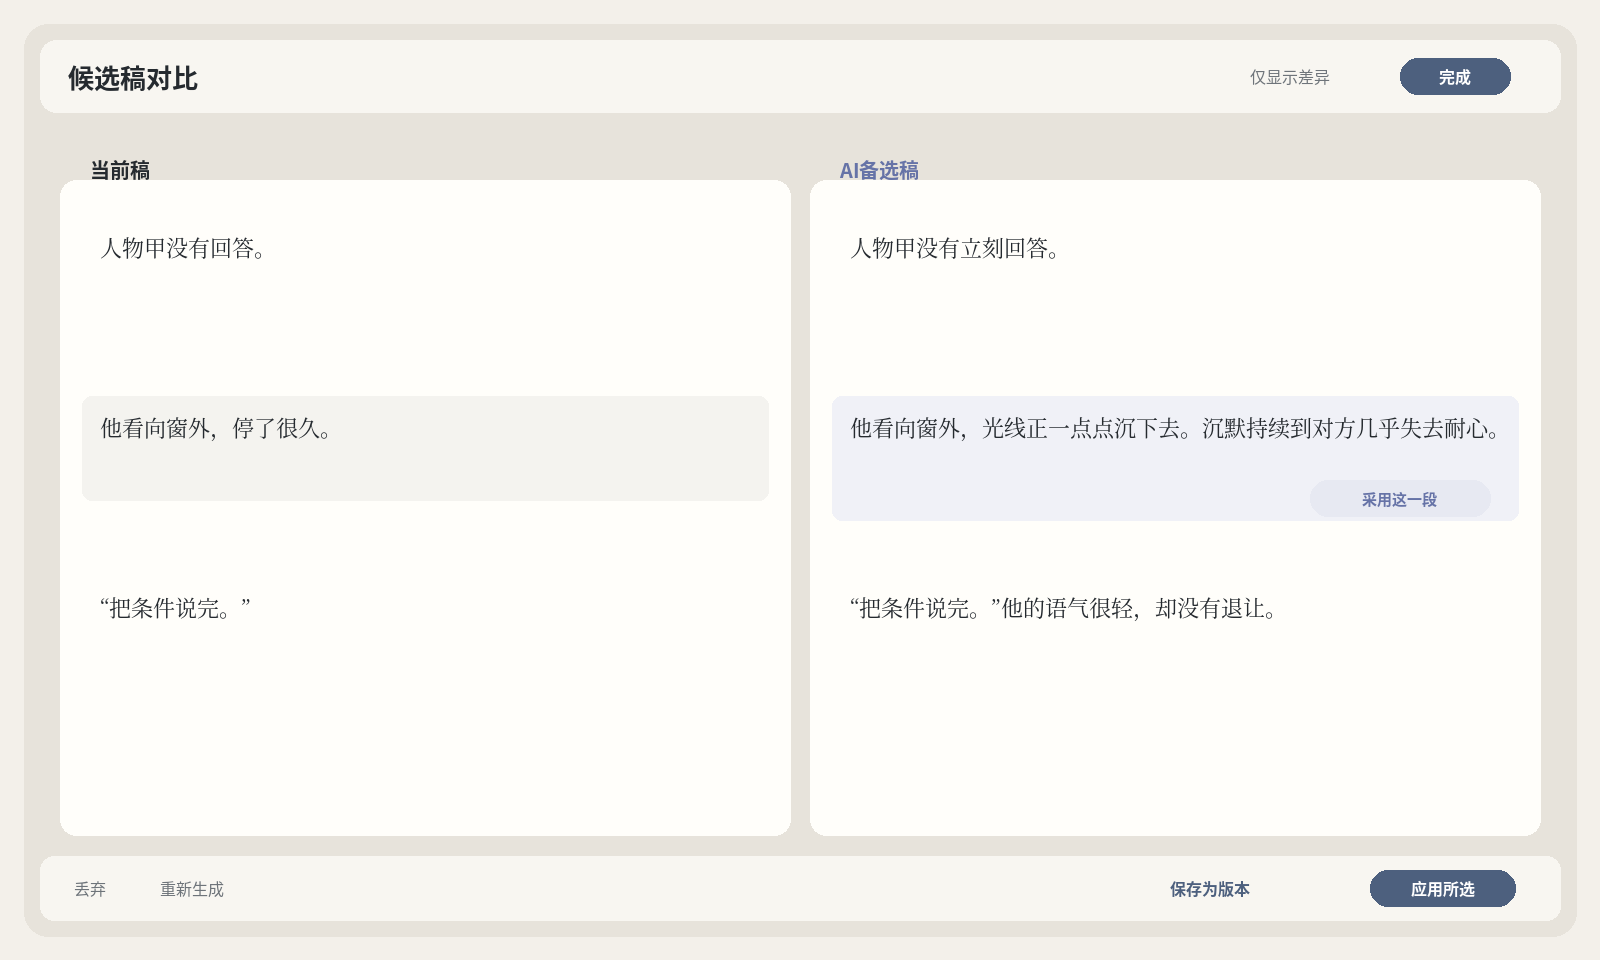 候选稿对比
仅显示差异
完成
当前稿
AI备选稿
人物甲没有回答。
人物甲没有立刻回答。
他看向窗外，停了很久。
他看向窗外，光线正一点点沉下去。沉默持续到对方几乎失去耐心。
采用这一段
“把条件说完。”
“把条件说完。”他的语气很轻，却没有退让。
丢弃
重新生成
保存为版本
应用所选